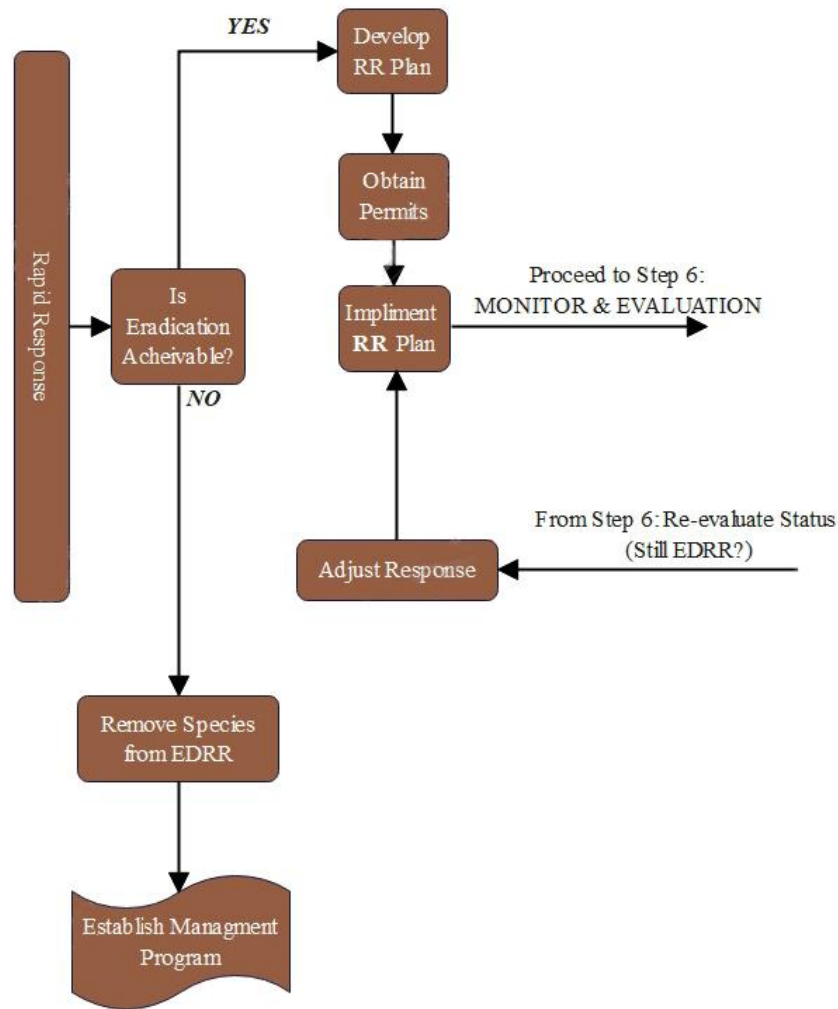 YES
Develop
RR Plan
Obtain
Permits
Rapid Response
Is
Eradication
Acheivable?
Impliment
RR Plan
Proceed to Step 6:
MONITOR & EVALUATION
NO
From Step 6: Re-evaluate Status
(Still EDRR?)
Adjust Response
Remove Species
from EDRR
Establish Managment
Program